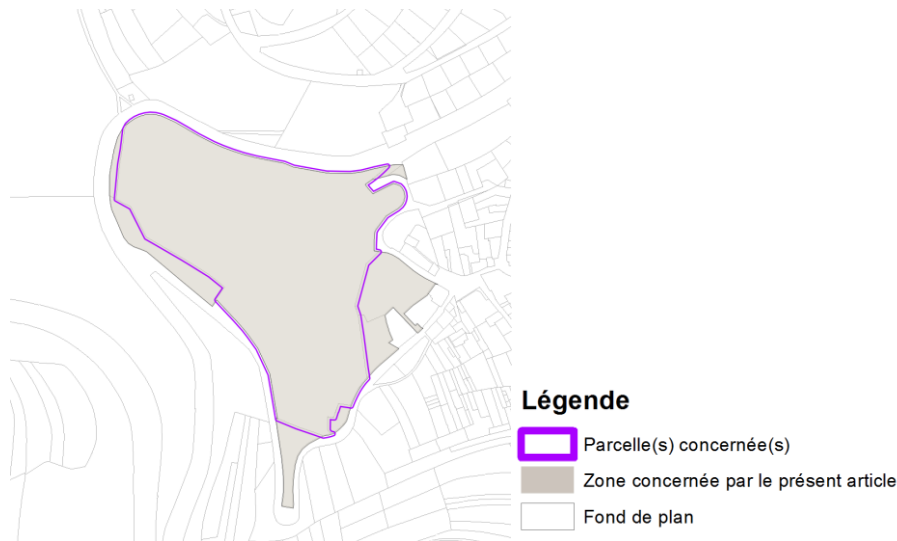 Légende
Parcelle(s) concernée(s)
Zone concernée par le présent article
Fond de plan